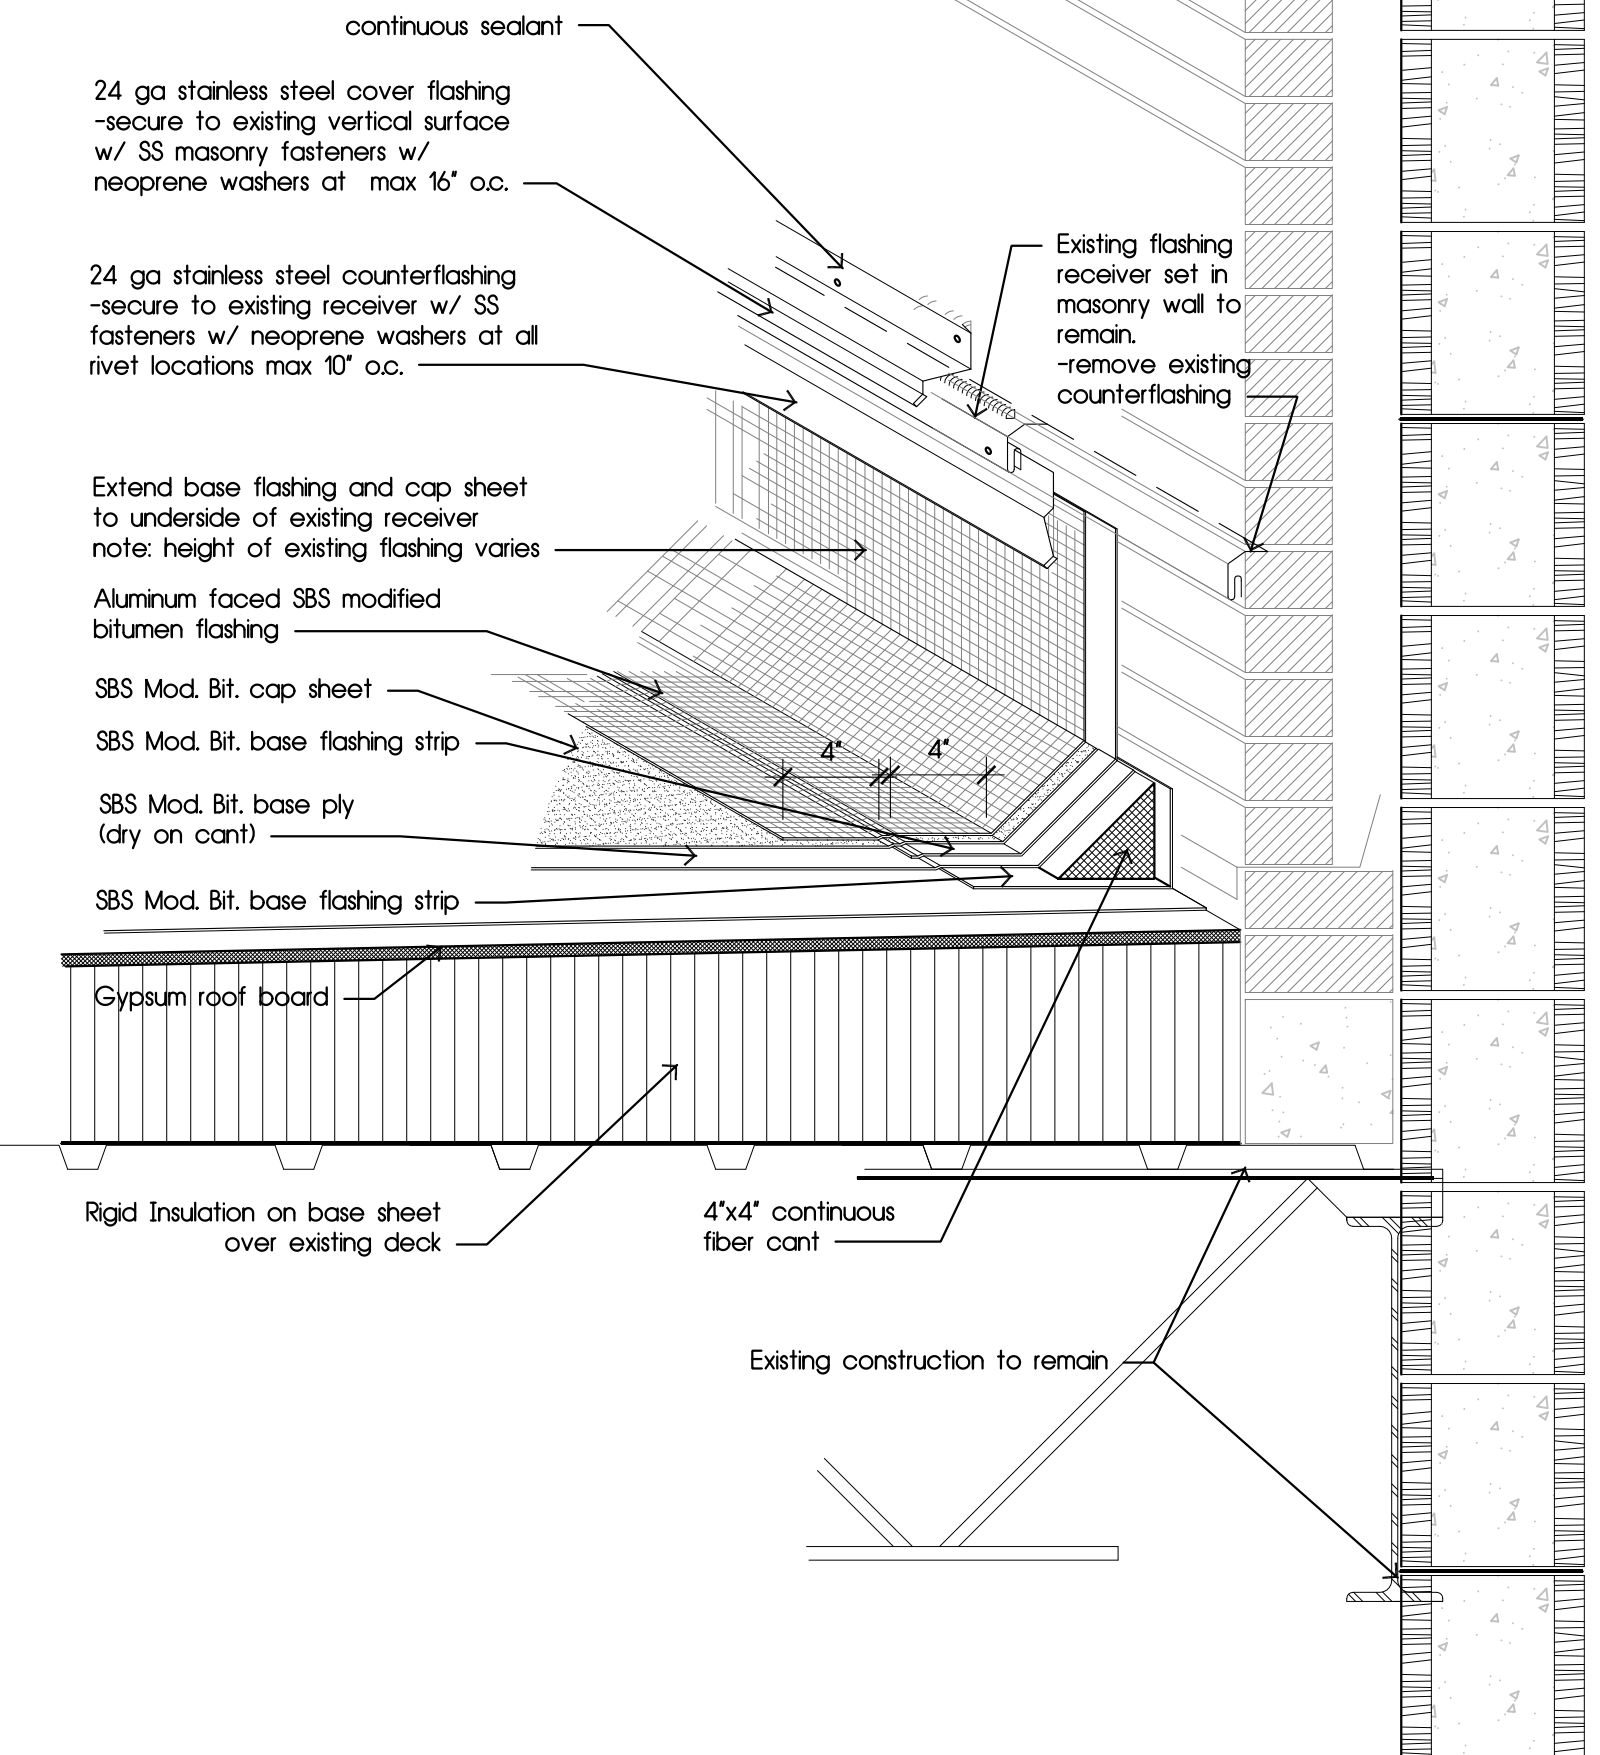 continuous sealant
24 ga stainless steel cover flashing
-secure to existing vertical surface
w/ SS masonry fasteners w/
neoprene washers at max 16" o.c.
24 ga stainless steel counterflashing
-secure to existing receiver w/ SS
fasteners w/ neoprene washers at all
rivet locations max 10" o.c.
Existing flashing
receiver set in
masonry wall to
remain.
-remove existing
counterflashing
Extend base flashing and cap sheet
to underside of existing receiver
note: height of existing flashing varies
Aluminum faced SBS modified
bitumen flashing
SBS Mod. Bit. cap sheet
SBS Mod. Bit. base flashing strip
4" 4"
SBS Mod. Bit. base ply
(dry on cant)
SBS Mod. Bit. base flashing strip
Gypsum roof board
Rigid Insulation on base sheet
over existing deck
4"x4" continuous
fiber cant
Existing construction to remain